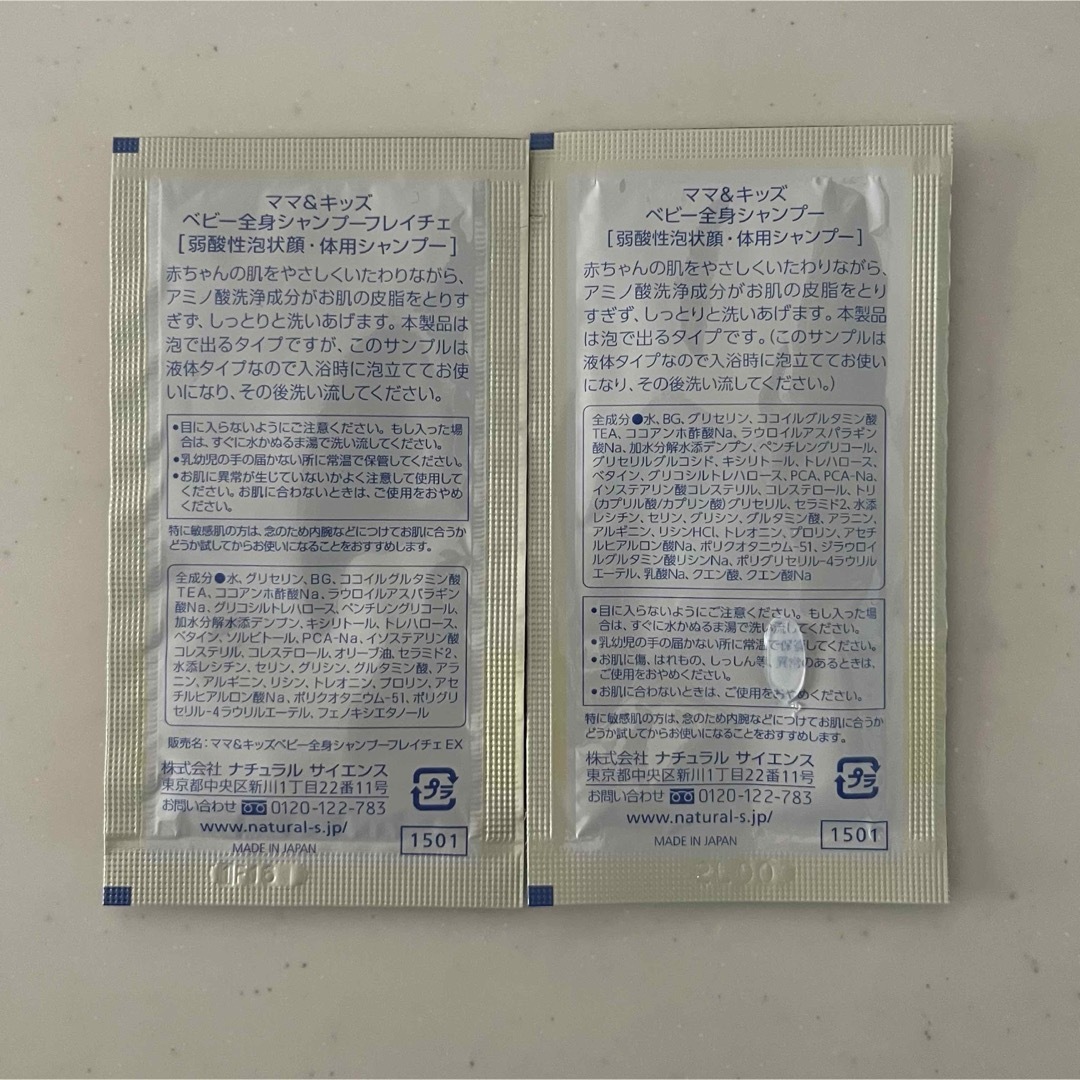 ママ&キッズ
ベビー全身シャンプーフレイチェ
[弱酸性泡状顔・体用シャンプー]
赤ちゃんの肌をやさしくいたわりながら、
アミノ酸洗浄成分がお肌の皮脂をとりす
ぎず、しっとりと洗いあげます。本製品は
泡で出るタイプですが、このサンプルは
液体タイプなので入浴時に泡立ててお使
いになり、その後洗い流してください。
●目に入らないようにご注意ください。もし入った場
合は、すぐに水かぬるま湯で洗い流してください。
●乳幼児の手の届かない所に常温で保管してください。
●お肌に異常が生じていないかよく注意して使用して
ください。お肌に合わないときは、ご使用をおやめ
ください。
特に敏感肌の方は、念のため内腕などにつけてお肌に合うか
どうか試してからお使いになることをおすすめします。
全成分●水、グリセリン、BG、ココイルグルタミン酸
TEA、ココアンホ酢酸Na、ラウロイルアスパラギン
酸Na、グリコシルトレハロース、ペンチレングリコール、
加水分解水添デンプン、キシリトール、トレハロース、
ベタイン、ソルビトール、PCA-Na、イソステアリン酸
コレステリル、コレステロール、オリーブ油、セラミド2、
水添レシチン、セリン、グリシン、グルタミン酸、アラ
ニン、アルギニン、リシン、トレオニン、プロリン、アセ
チルヒアルロン酸Na、ポリクオタニウム-51、ポリグリ
セリル-4ラウリルエーテル、フェノキシエタノール
販売名:ママ&キッズベビー全身シャンプーフレイチェEX
株式会社 ナチュラル サイエンス
東京都中央区新川1丁目22番11号
お問い合わせ 0120-122-783
www.natural-s.jp/
プラ
MADE IN JAPAN
1501
ママ&キッズ
ベビー全身シャンプー
[弱酸性泡状顔・体用シャンプー]
赤ちゃんの肌をやさしくいたわりながら、
アミノ酸洗浄成分がお肌の皮脂をとり
すぎず、しっとりと洗いあげます。本製品
は泡で出るタイプです。(このサンプルは
液体タイプなので入浴時に泡立ててお使い
になり、その後洗い流してください。)
全成分●水、BG、グリセリン、ココイルグルタミン酸
TEA、ココアンホ酢酸Na、ラウロイルアスパラギン
酸Na、加水分解水添デンプン、ペンチレングリコール、
グリセリルグルコシド、キシリトール、トレハロース、
ベタイン、グリコシルトレハロース、PCA、PCA-Na、
イソステアリン酸コレステリル、コレステロール、トリ
(カプリル酸/カプリン酸)グリセリル、セラミド2、水添
レシチン、セリン、グリシン、グルタミン酸、アラニン、
アルギニン、リシンHCl、トレオニン、プロリン、アセチ
ルヒアルロン酸Na、ポリクオタニウム-51、ジラウロイ
ルグルタミン酸リシンNa、ポリグリセリル-4ラウリル
エーテル、乳酸Na、クエン酸、クエン酸Na
●目に入らないようにご注意ください。もし入った場
合は、すぐに水かぬるま湯で洗い流してください。
●乳幼児の手の届かない所に常温で保管してください。
●お肌に傷、はれもの、しっしん等、異常のあるときは、
ご使用をおやめください。
●お肌に合わないときは、ご使用をおやめください。
特に敏感肌の方は、念のため内腕などにつけてお肌に合うか
どうか試してからお使いになることをおすすめします。
株式会社 ナチュラル サイエンス
東京都中央区新川1丁目22番11号
お問い合わせ 0120-122-783
www.natural-s.jp/
プラ
MADE IN JAPAN
1501